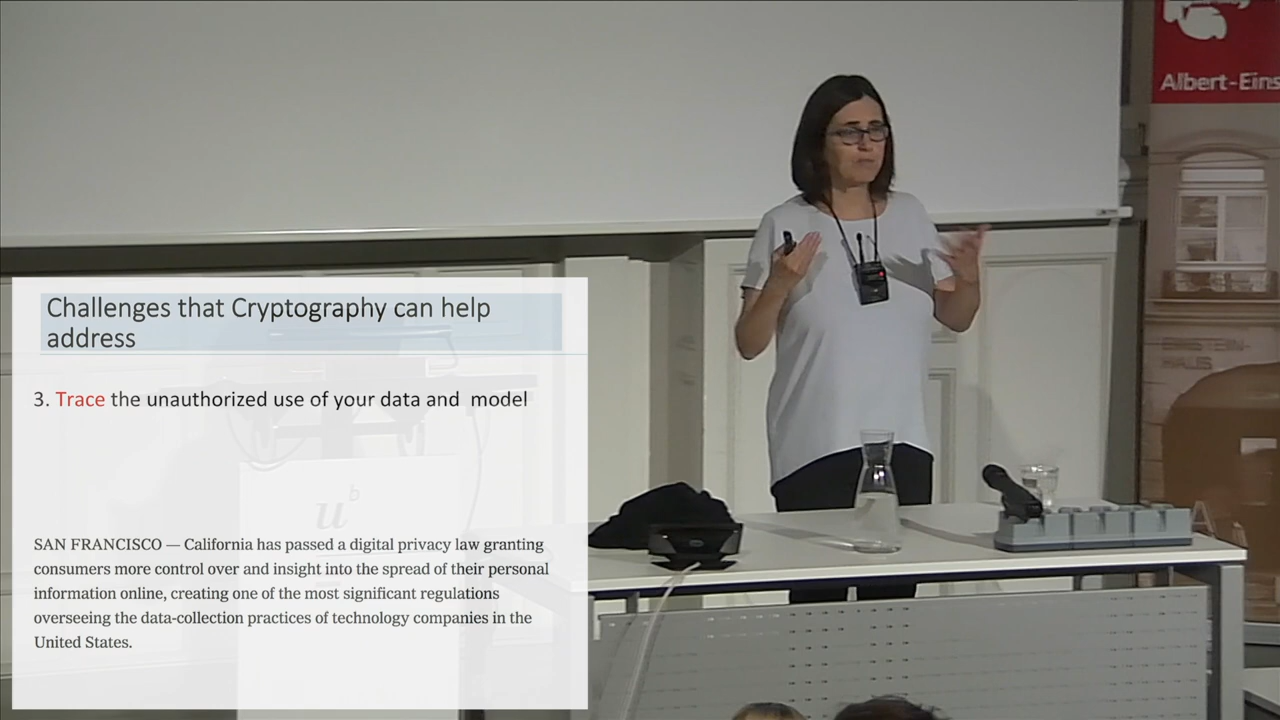 Albert-Eins
EINSTEIN-
HAUS
Challenges that Cryptography can help
address
3. Trace the unauthorized use of your data and model
u
b
SAN FRANCISCO — California has passed a digital privacy law granting
consumers more control over and insight into the spread of their personal
information online, creating one of the most significant regulations
overseeing the data-collection practices of technology companies in the
United States.